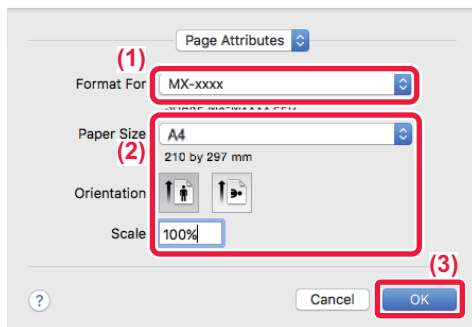 Page Attributes
(1)
Format For MX-xxxx
Paper Size A4
(2)
210 by 297 mm
Orientation
Scale 100%
(3)
? Cancel OK